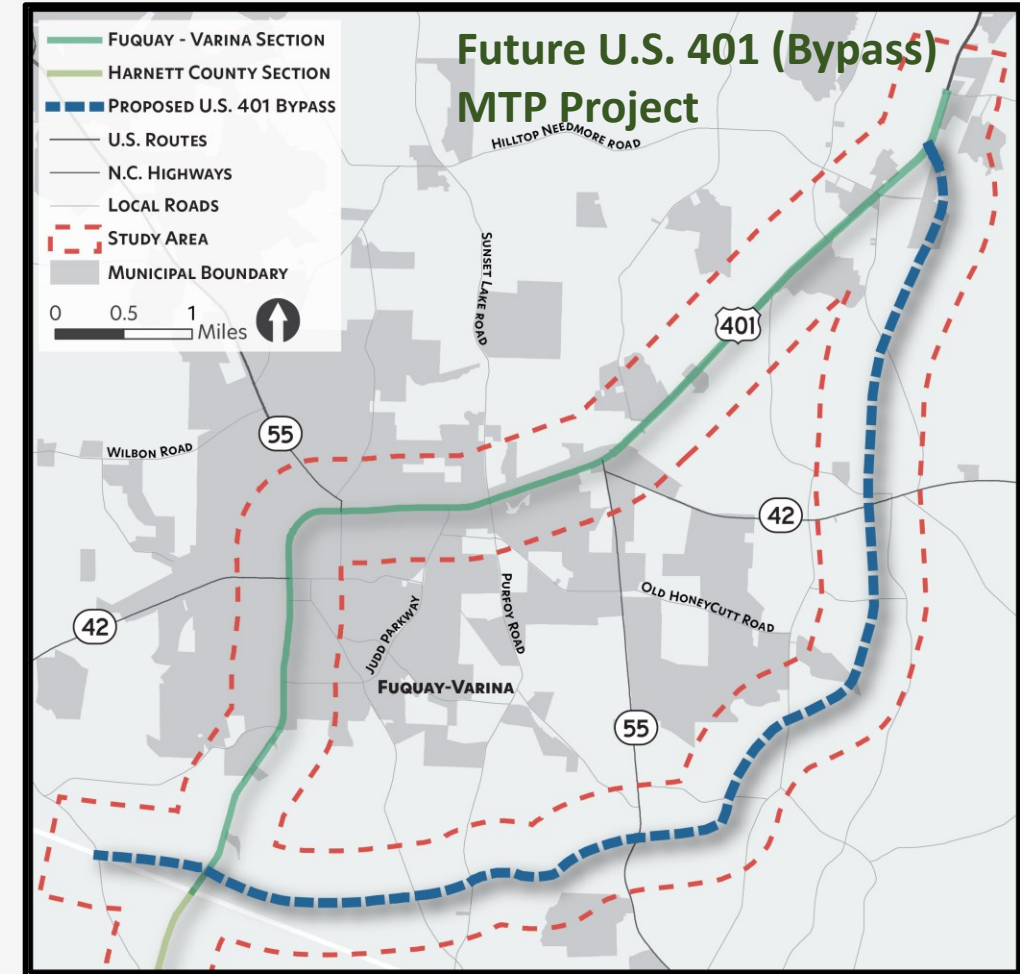 Future U.S. 401 (Bypass)
MTP Project
Fuquay - Varina Section
Harnett County Section
Proposed U.S. 401 Bypass
U.S. Routes
N.C. Highways
Local Roads
Study Area
Municipal Boundary
0 0.5 1
Miles
Hilltop Needmore Road
Sunset Lake Road
401
55
Wilbon Road
42
Old HoneyCutt Road
Purfoy Road
Judd Parkway
42
Fuquay-Varina
55